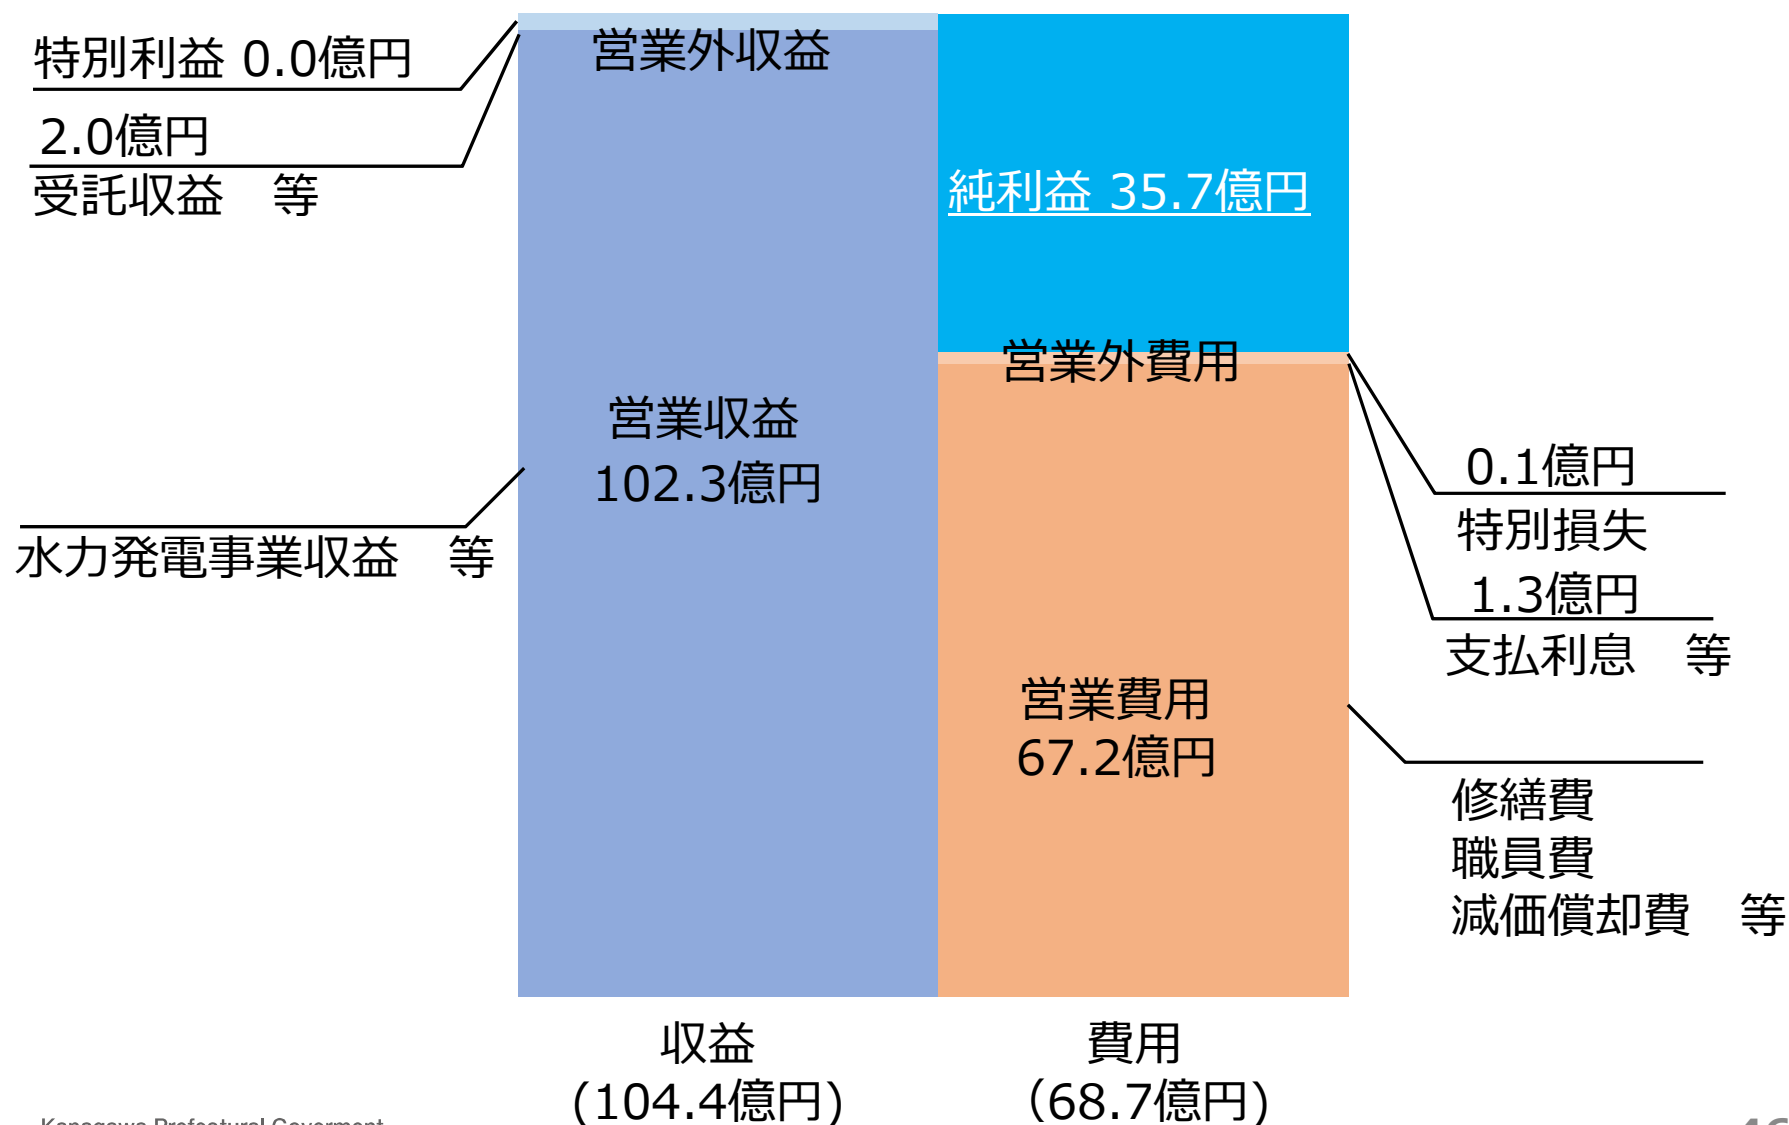 特別利益 0.0億円
2.0億円
受託収益　等
水力発電事業収益　等
営業外収益
営業収益
102.3億円
純利益 35.7億円
営業外費用
営業費用
67.2億円
0.1億円
特別損失
1.3億円
支払利息　等
修繕費
職員費
減価償却費　等
収益
(104.4億円)
費用
（68.7億円)
Kanagawa Prefectural Goverment
46